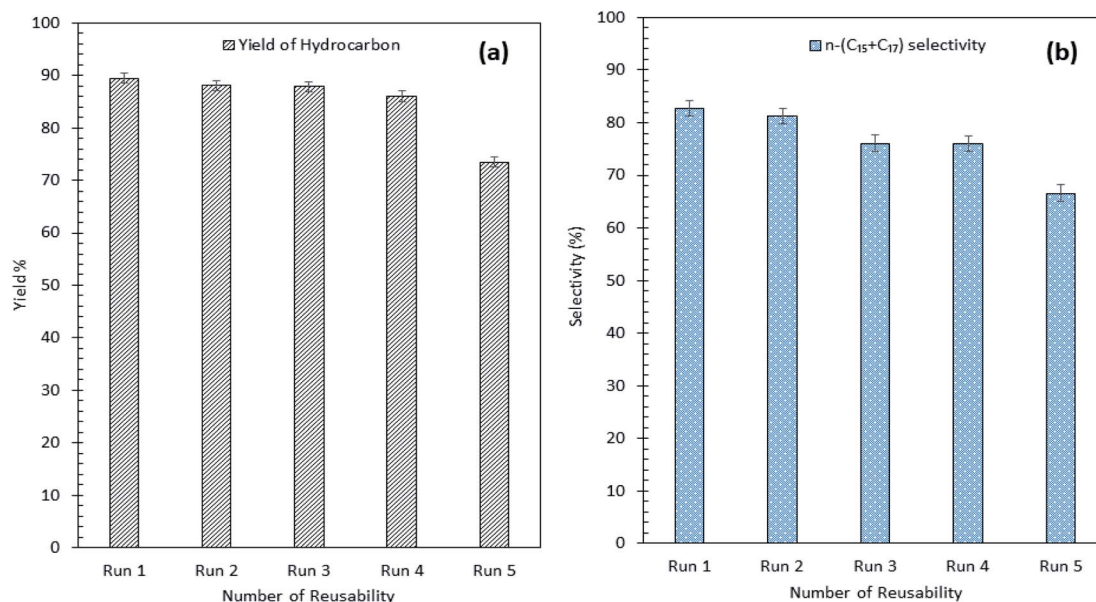 Yield of Hydrocarbon
(a)
100
90
80
70
60
50
40
30
20
10
0
Yield %
Run 1 Run 2 Run 3 Run 4 Run 5
Number of Reusability
n-(C₁₅+C₁₇) selectivity
(b)
100
90
80
70
60
50
40
30
20
10
0
Selectivity (%)
Run 1 Run 2 Run 3 Run 4 Run 5
Number of Reusability